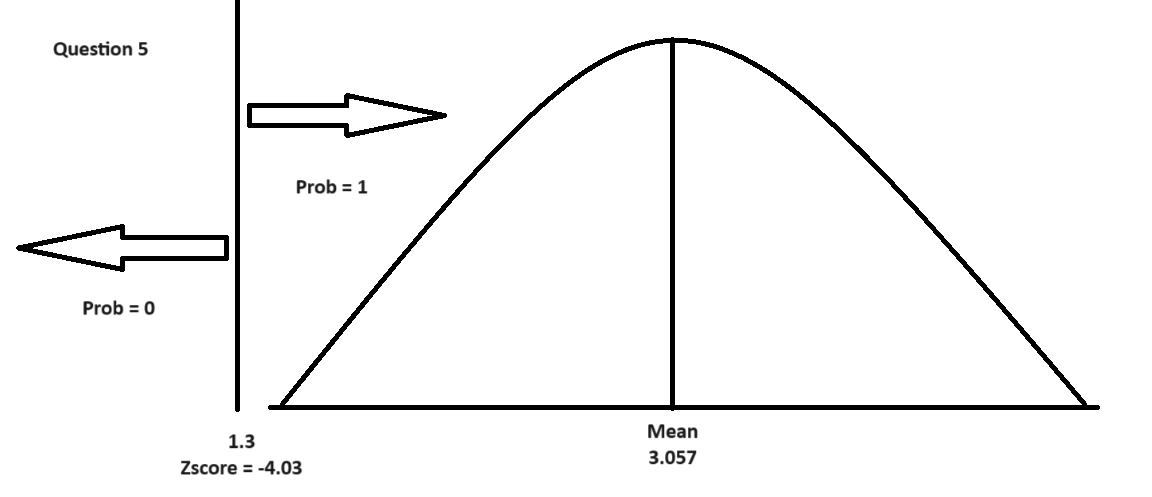 Question 5
Prob = 1
Prob = 0
1.3
Zscore = -4.03
Mean
3.057